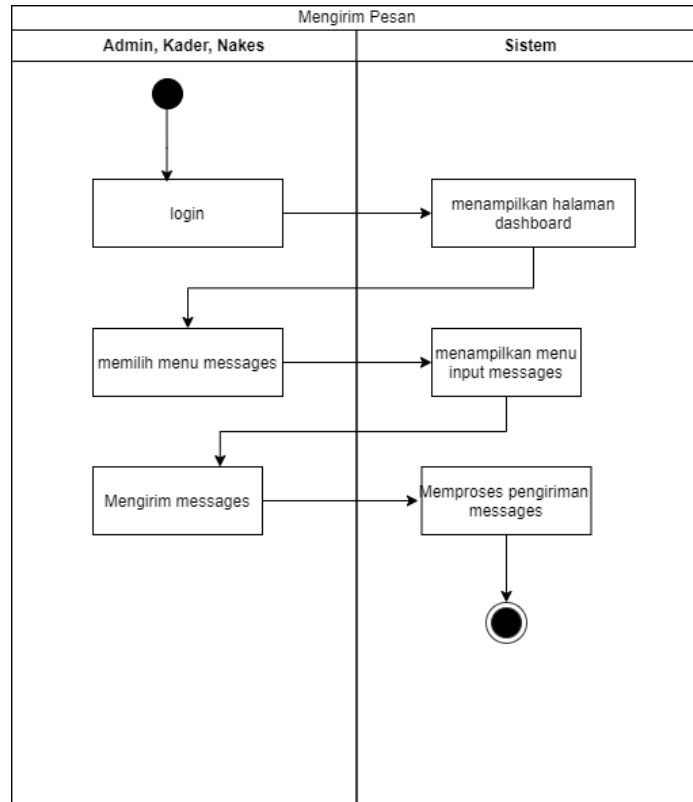 Mengirim Pesan
Admin, Kader, Nakes
Sistem
login
menampilkan halaman
dashboard
memilih menu messages
menampilkan menu
input messages
Mengirim messages
Memproses pengiriman
messages